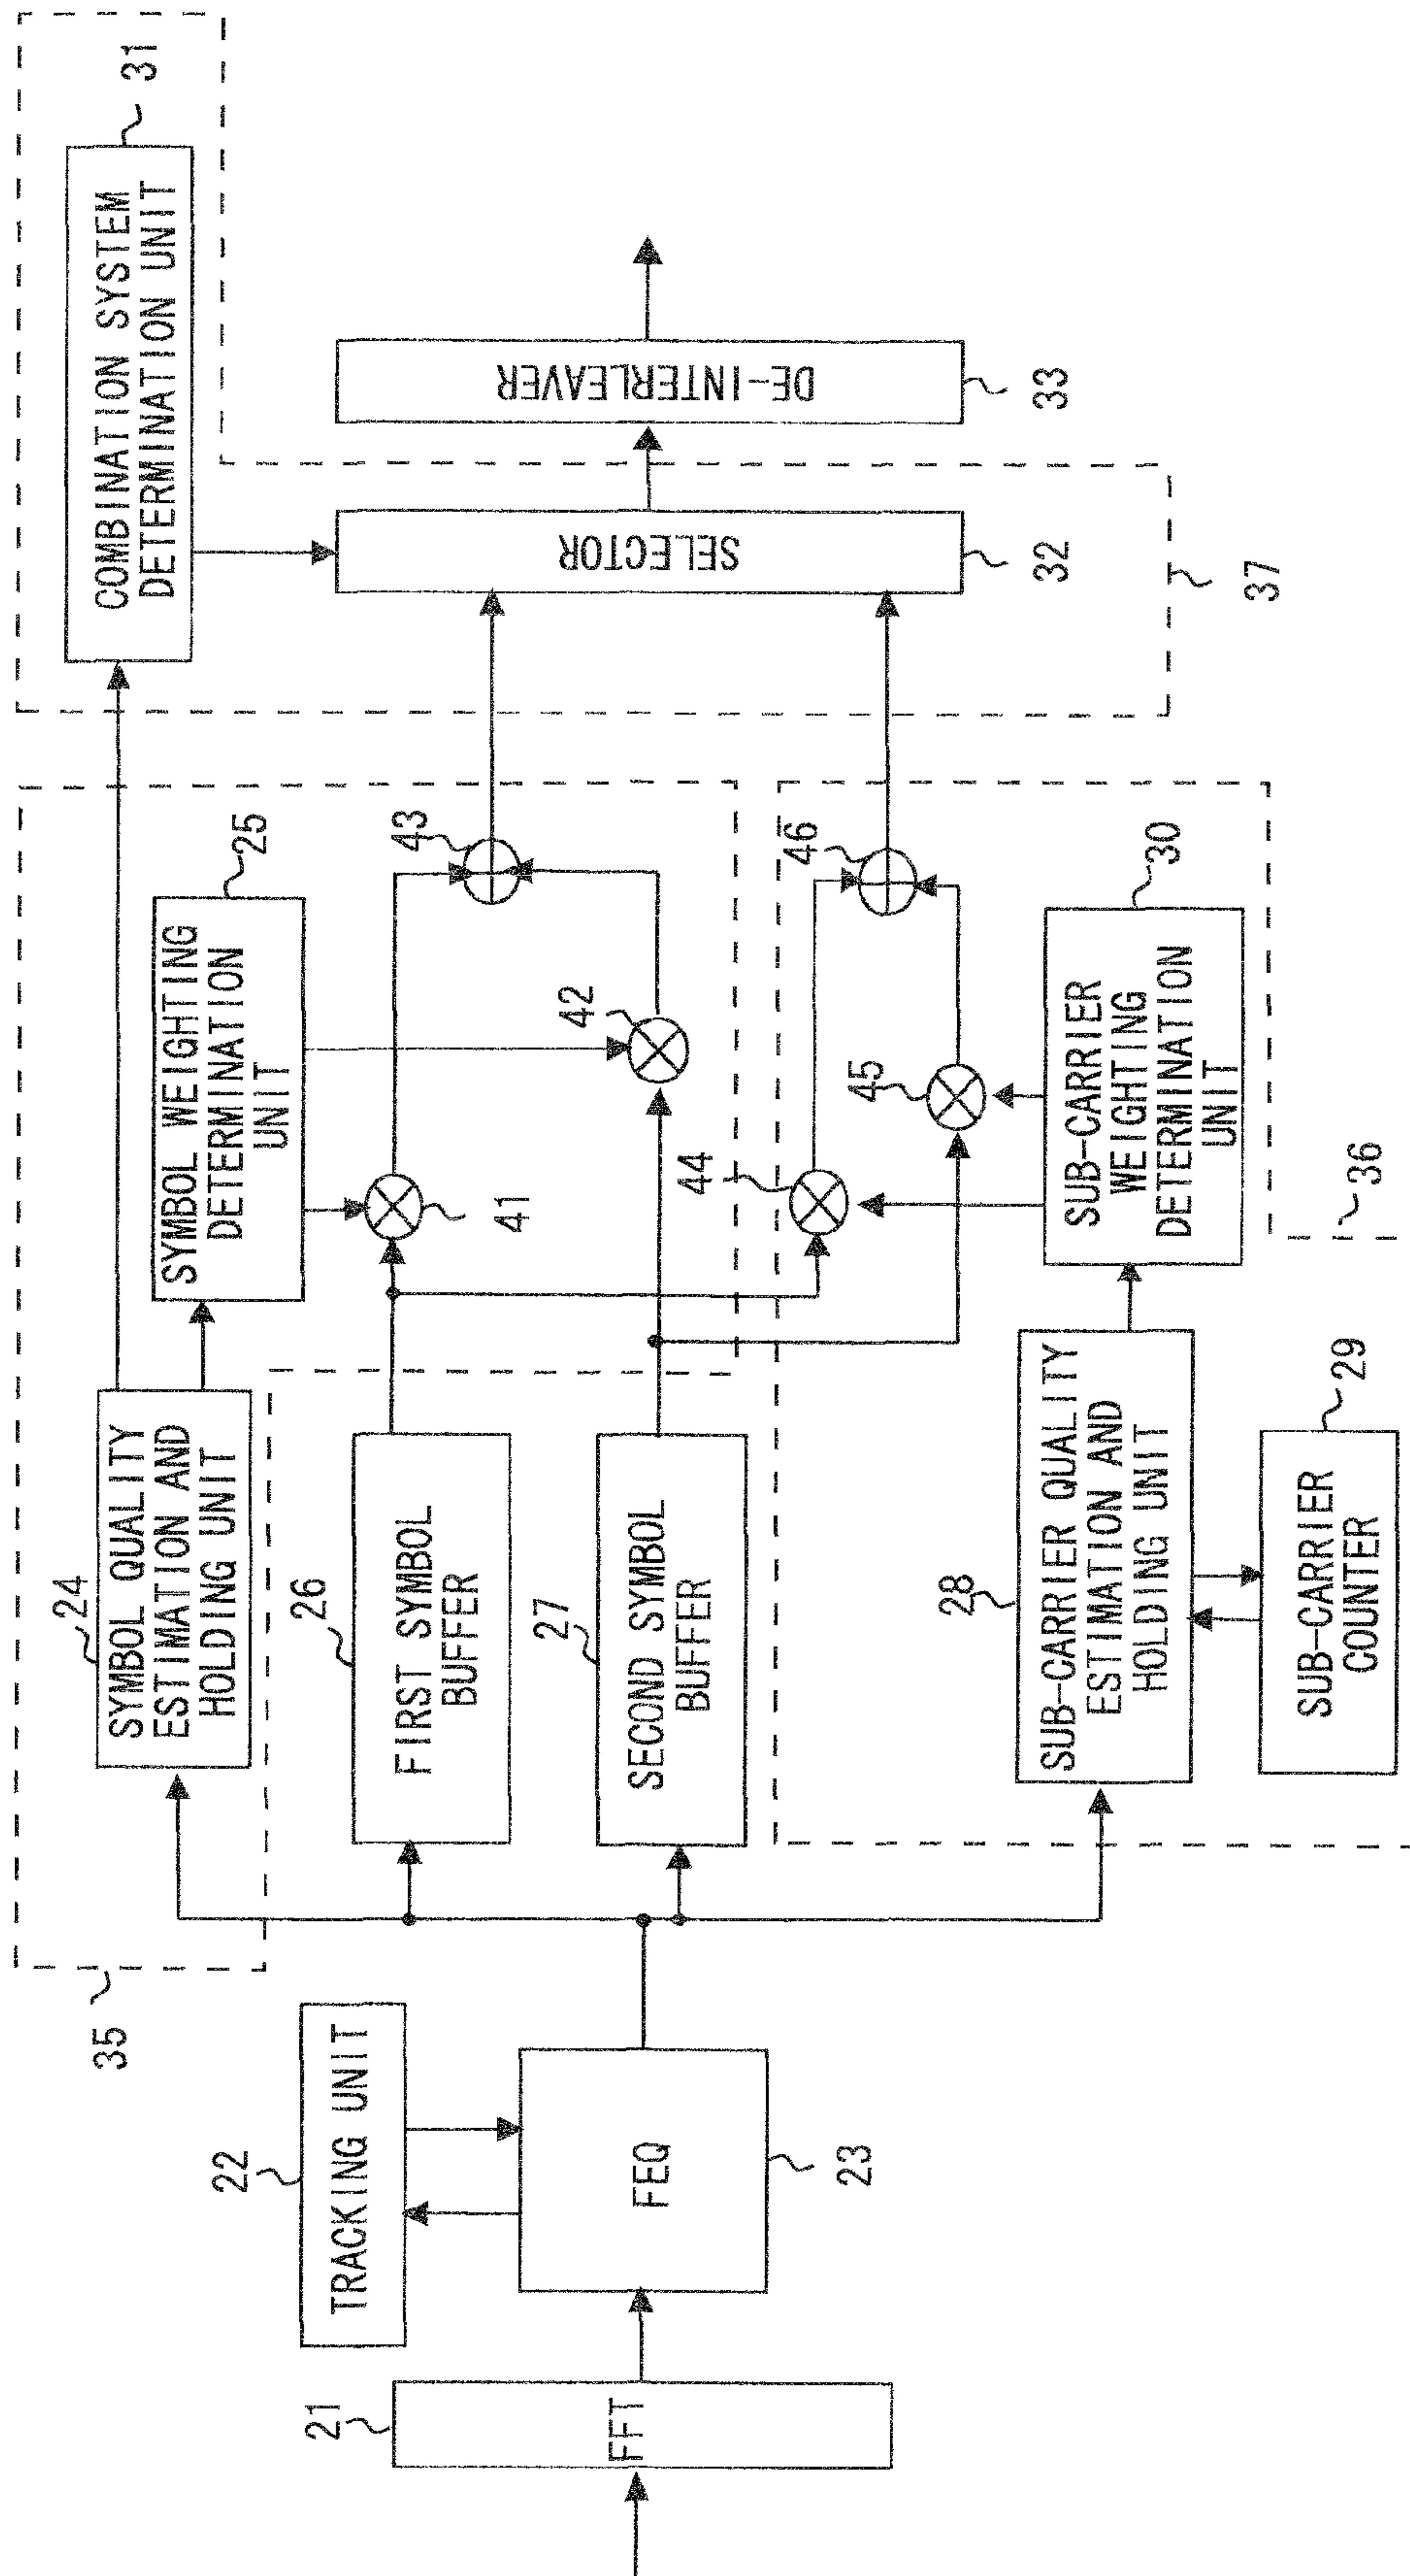 21
FFT
22
TRACKING UNIT
FEQ
23
35
24
SYMBOL QUALITY
ESTIMATION AND
HOLDING UNIT
26
FIRST SYMBOL
BUFFER
27
SECOND SYMBOL
BUFFER
28
SUB-CARRIER QUALITY
ESTIMATION AND
HOLDING UNIT
29
SUB-CARRIER
COUNTER
25
SYMBOL WEIGHTING
DETERMINATION
UNIT
41
42
43
44
45
46
30
SUB-CARRIER
WEIGHTING
DETERMINATION
UNIT
36
31
COMBINATION SYSTEM
DETERMINATION UNIT
SELECTOR
32
37
DE-INTERLEAVER
33